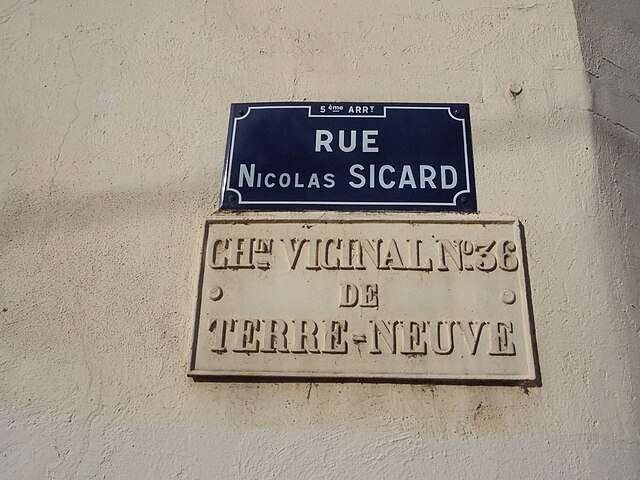 5ème ARRT
RUE
NICOLAS SICARD
CHIN VICINAL No.36
DE
TERRE-NEUVE